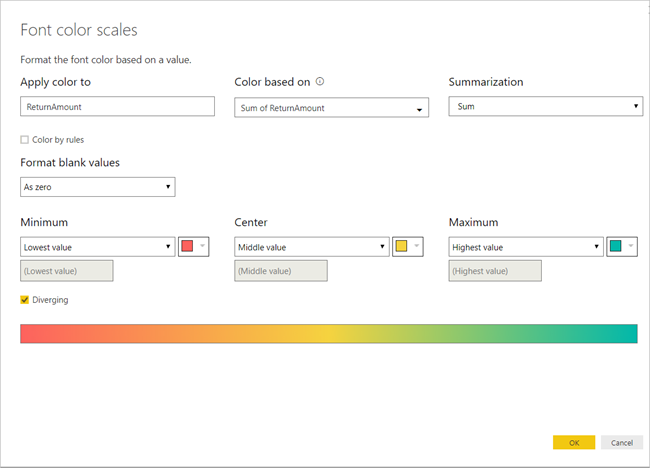 Font color scales
Format the font color based on a value.
Apply color to Color based on Summarization
ReturnAmount Sum of ReturnAmount Sum
Color by rules
Format blank values
As zero
Minimum Center Maximum
Lowest value Middle value Highest value
(Lowest value) (Middle value) (Highest value)
Diverging
OK Cancel